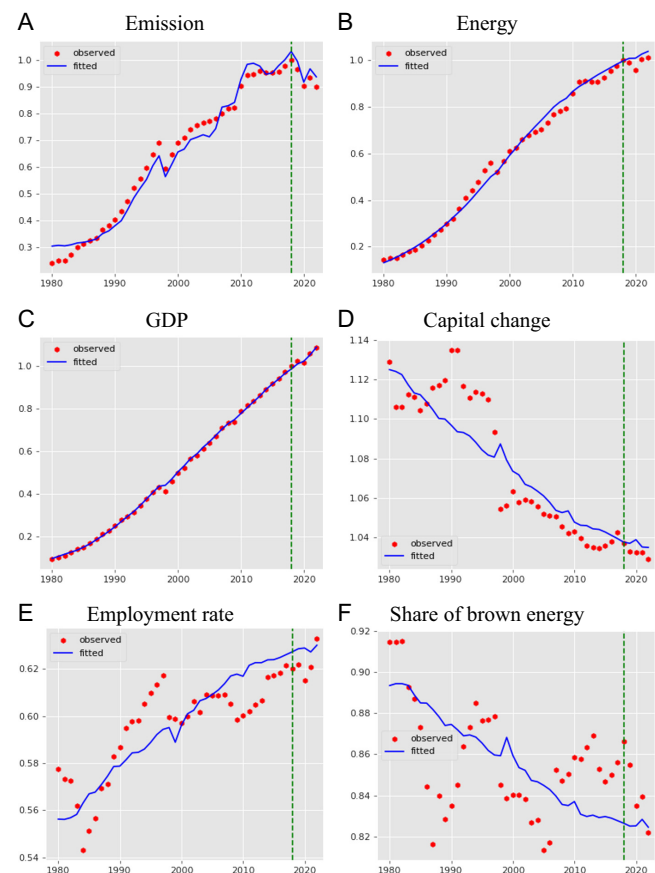 A Emission
observed
fitted
1.0
0.9
0.8
0.7
0.6
0.5
0.4
0.3
1980 1990 2000 2010 2020
B Energy
observed
fitted
1.0
0.8
0.6
0.4
0.2
1980 1990 2000 2010 2020
C GDP
observed
fitted
1.0
0.8
0.6
0.4
0.2
1980 1990 2000 2010 2020
D Capital change
1.14
1.12
1.10
1.08
1.06
1.04
observed
fitted
1980 1990 2000 2010 2020
E Employment rate
observed
fitted
0.62
0.60
0.58
0.56
0.54
1980 1990 2000 2010 2020
F Share of brown energy
0.92
0.90
0.88
0.86
0.84
0.82
observed
fitted
1980 1990 2000 2010 2020